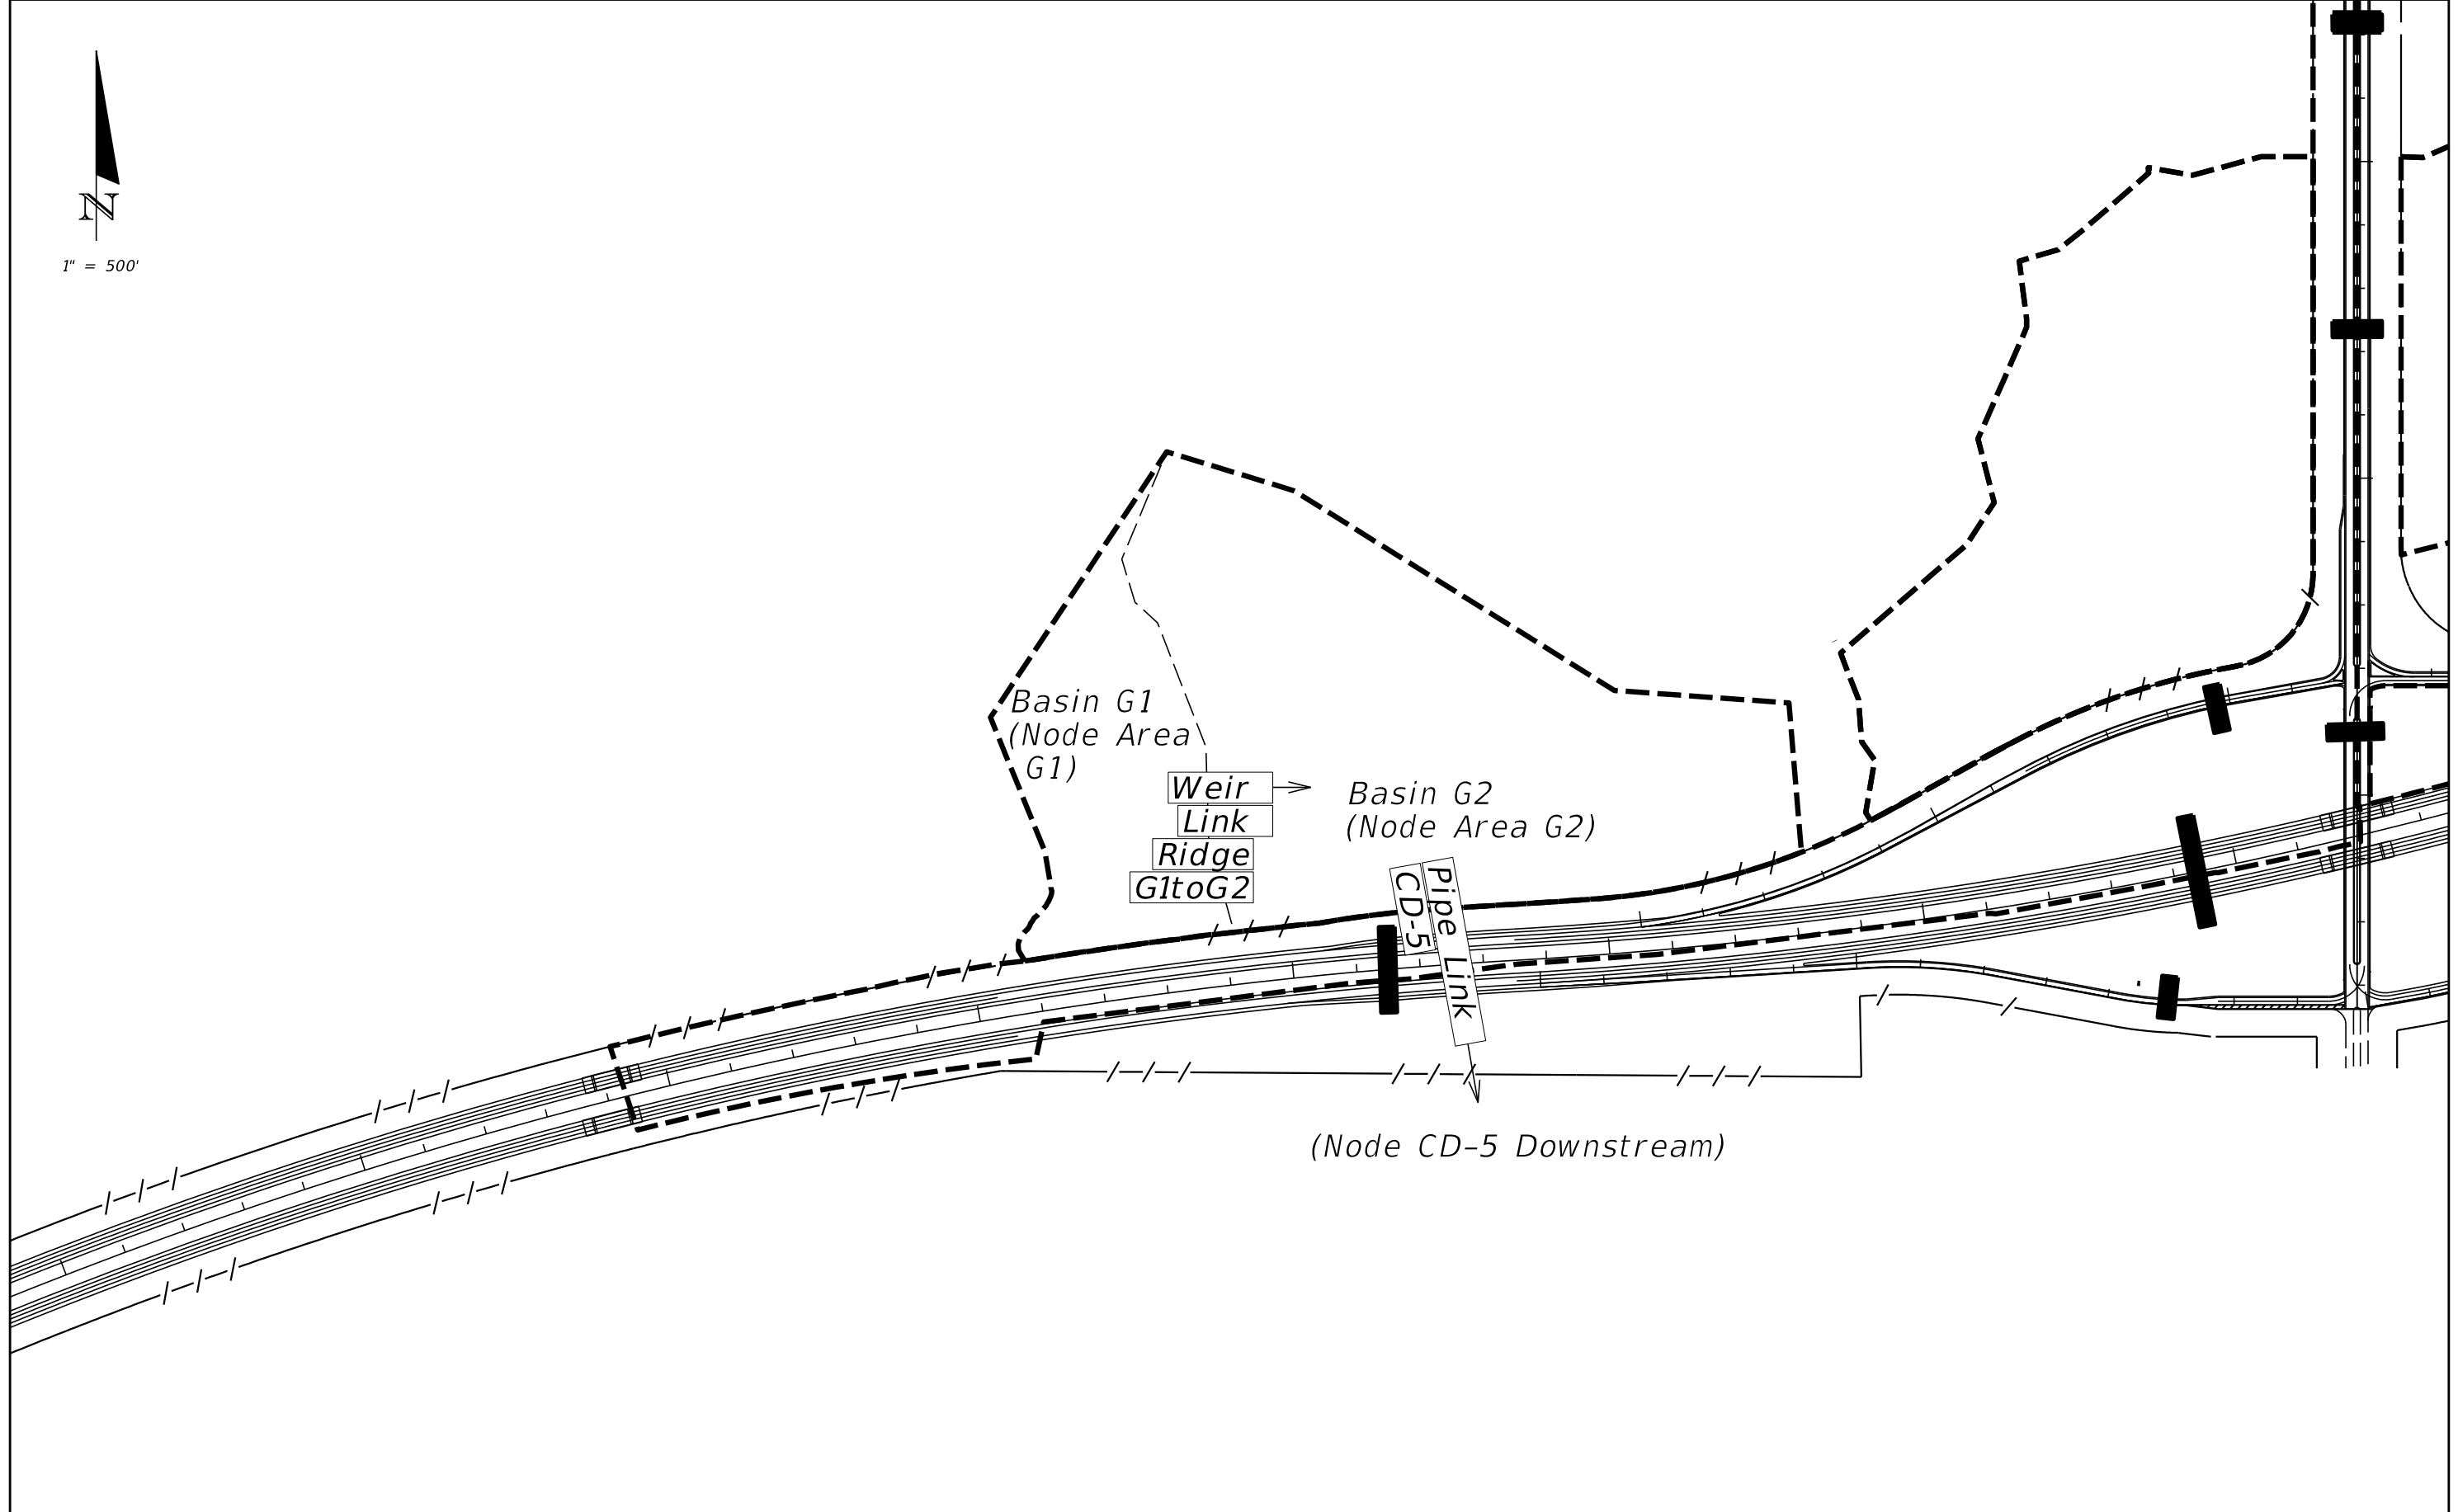 N
1" = 500'
Basin G1
(Node Area
G1)
Weir
Link
Ridge
G1toG2
Basin G2
(Node Area G2)
Pipe Link
CD-5
(Node CD-5 Downstream)